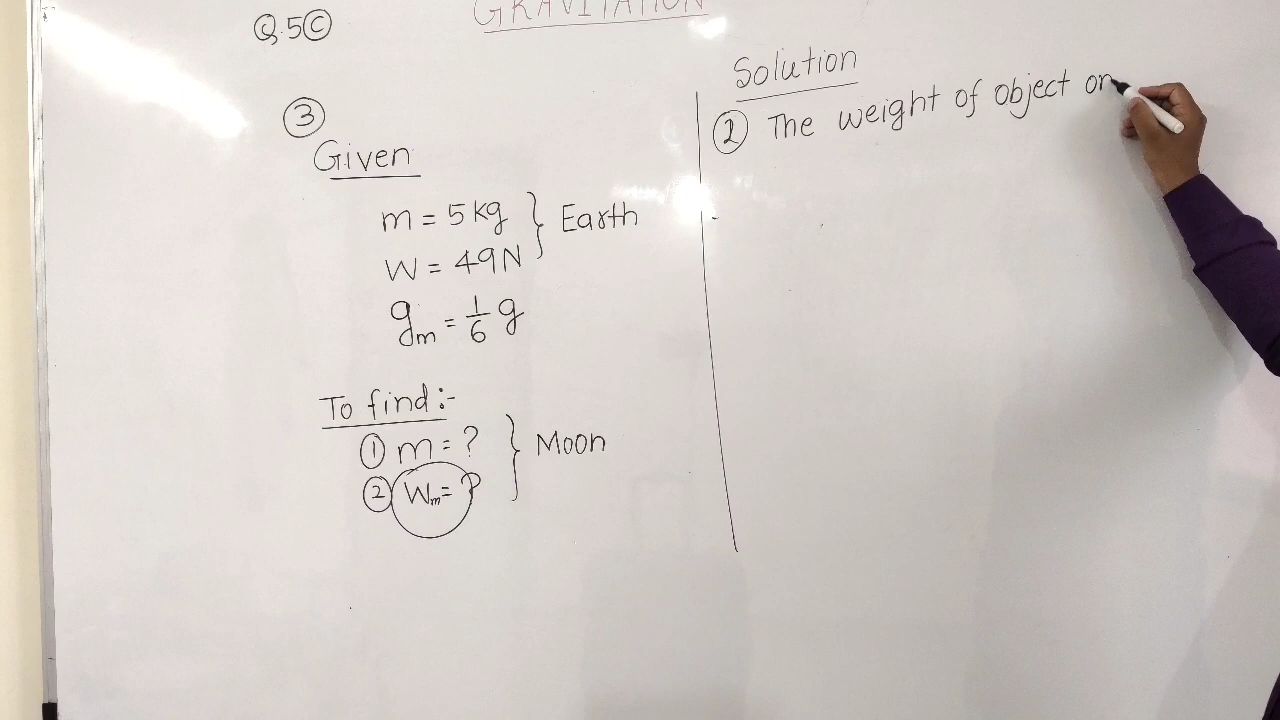 GRAVITATION
Q.5 Ⓒ
③
Given
m = 5 kg } Earth
W = 49N
gₘ = 1/6 g
To find :-
① m = ? } Moon
② Wₘ = ?
Solution
② The weight of object on